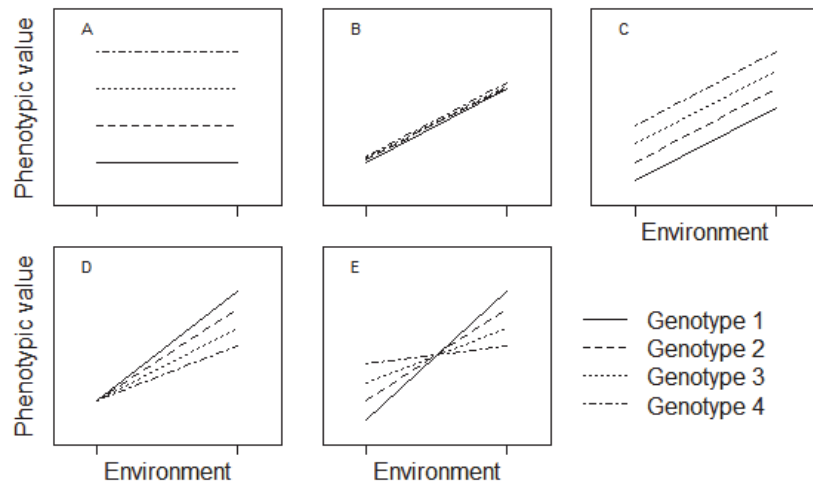 A
B
C
Phenotypic value
Environment
D
E
Phenotypic value
Genotype 1
Genotype 2
Genotype 3
Genotype 4
Environment
Environment